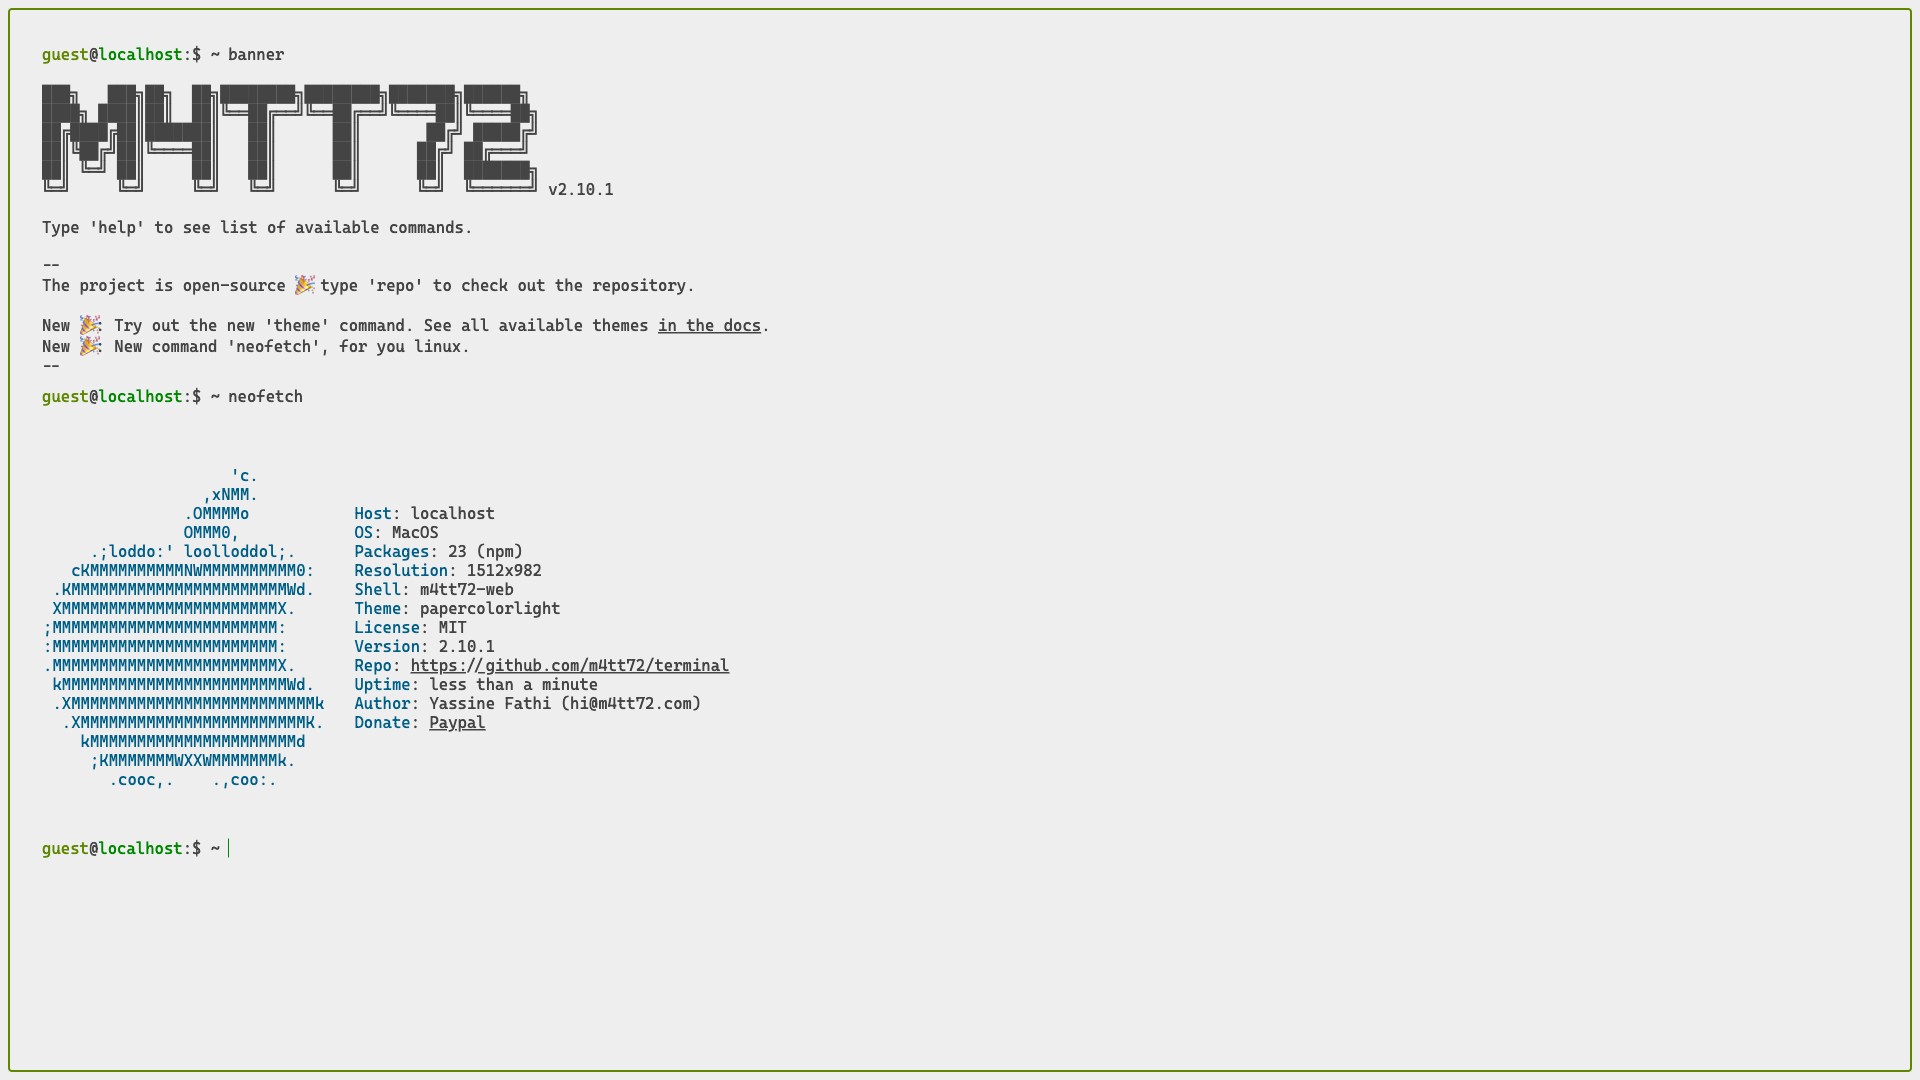 guest@localhost:$ ~ banner
███╗   ███╗██╗  ██╗████████╗████████╗███████╗██████╗
████╗ ████║██║  ██║╚══██╔══╝╚══██╔══╝╚════██║╚════██╗
██╔████╔██║███████║   ██║      ██║       ██╔╝ █████╔╝
██║╚██╔╝██║╚════██║   ██║      ██║      ██╔╝ ██╔═══╝
██║ ╚═╝ ██║     ██║   ██║      ██║      ██║  ███████╗
╚═╝     ╚═╝     ╚═╝   ╚═╝      ╚═╝      ╚═╝  ╚══════╝ v2.10.1
Type 'help' to see list of available commands.
--
The project is open-source 🎉 type 'repo' to check out the repository.
New 🎉: Try out the new 'theme' command. See all available themes in the docs.
New 🎉: New command 'neofetch', for you linux.
--
guest@localhost:$ ~ neofetch
                    'c.
                 ,xNMM.
               .OMMMMo           Host: localhost
               OMMM0,            OS: MacOS
     .;loddo:' loolloddol;.      Packages: 23 (npm)
   cKMMMMMMMMMMNWMMMMMMMMMM0:    Resolution: 1512x982
 .KMMMMMMMMMMMMMMMMMMMMMMMWd.    Shell: m4tt72-web
 XMMMMMMMMMMMMMMMMMMMMMMMX.      Theme: papercolorlight
;MMMMMMMMMMMMMMMMMMMMMMMM:       License: MIT
:MMMMMMMMMMMMMMMMMMMMMMMM:       Version: 2.10.1
.MMMMMMMMMMMMMMMMMMMMMMMMX.      Repo: https://github.com/m4tt72/terminal
 kMMMMMMMMMMMMMMMMMMMMMMMMWd.    Uptime: less than a minute
 .XMMMMMMMMMMMMMMMMMMMMMMMMMMk   Author: Yassine Fathi (hi@m4tt72.com)
  .XMMMMMMMMMMMMMMMMMMMMMMMMK.   Donate: Paypal
    kMMMMMMMMMMMMMMMMMMMMMMd
     ;KMMMMMMMWXXWMMMMMMMk.
       .cooc,.    .,coo:.
guest@localhost:$ ~